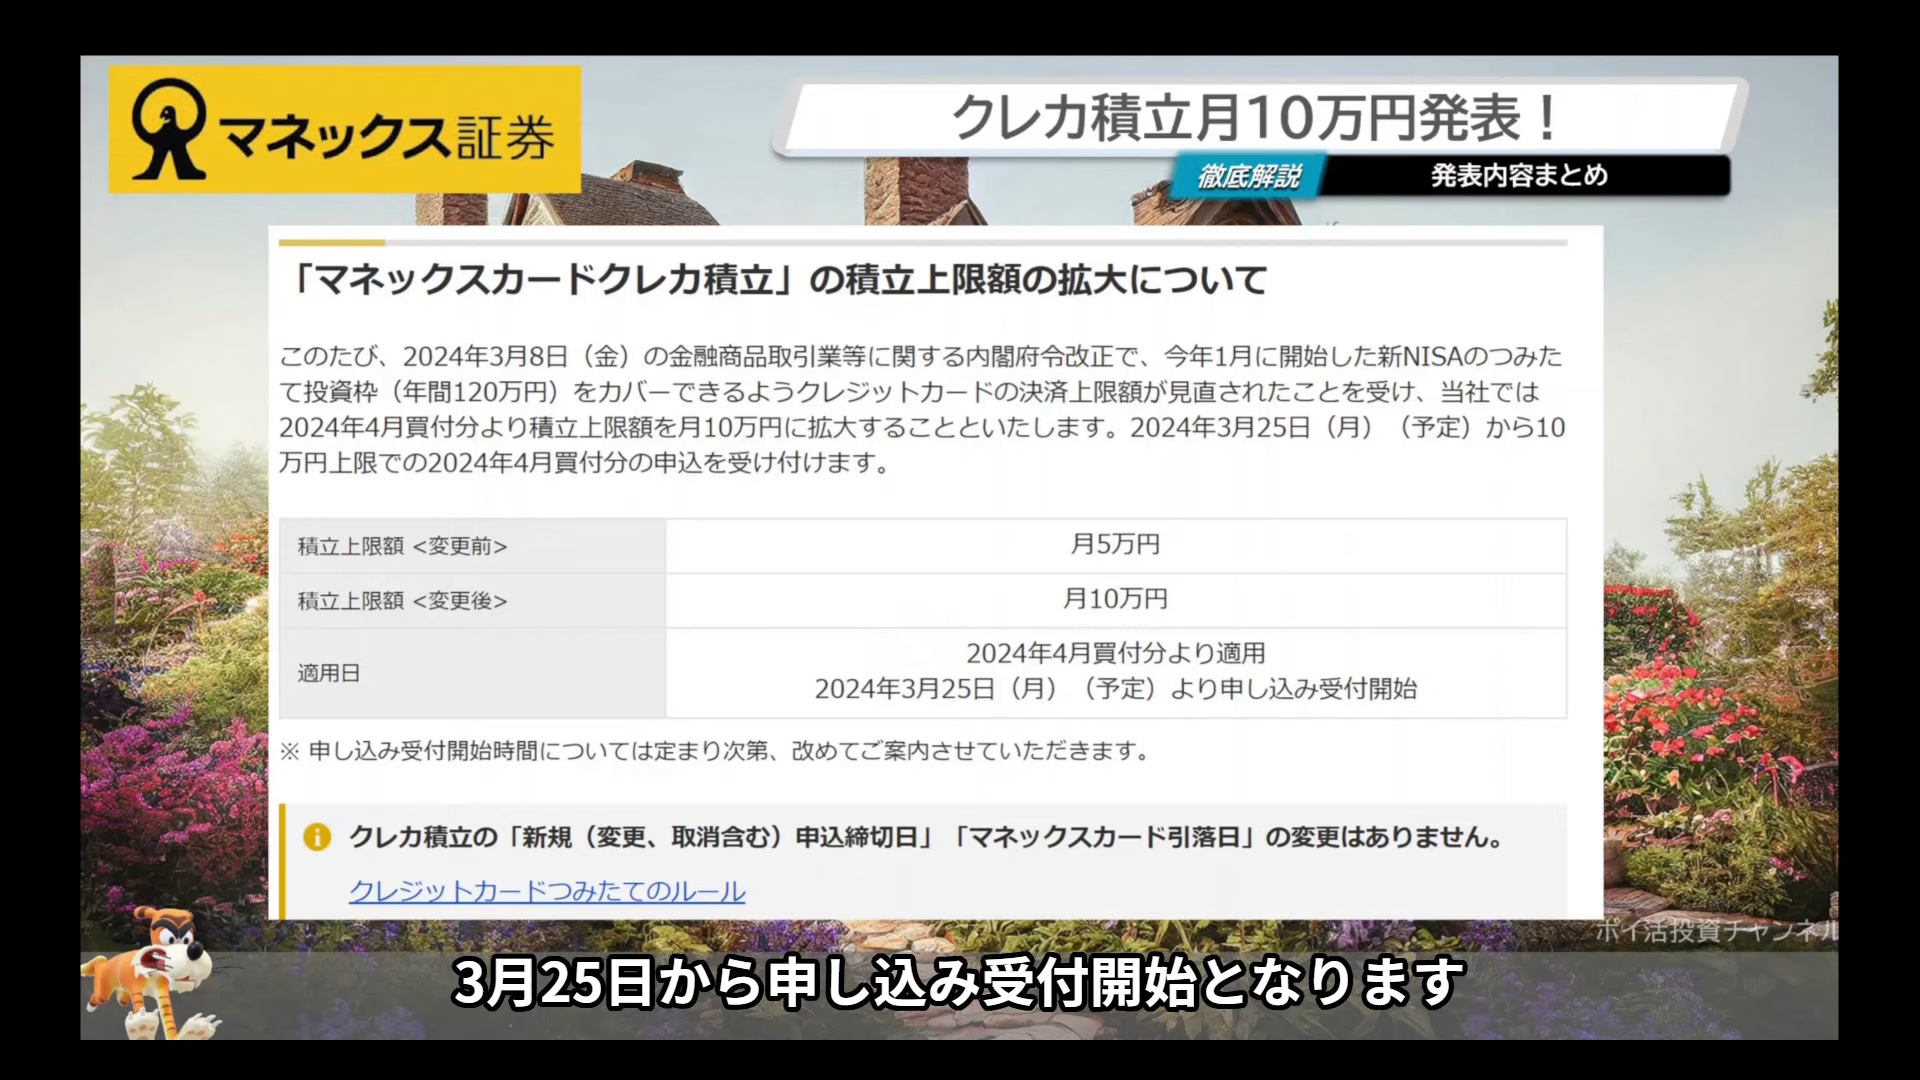 マネックス証券
クレカ積立月10万円発表！
徹底解説
発表内容まとめ
「マネックスカードクレカ積立」の積立上限額の拡大について
このたび、2024年3月8日（金）の金融商品取引業等に関する内閣府令改正で、今年1月に開始した新NISAのつみた
て投資枠（年間120万円）をカバーできるようクレジットカードの決済上限額が見直されたことを受け、当社では
2024年4月買付分より積立上限額を月10万円に拡大することといたします。2024年3月25日（月）（予定）から10
万円上限での2024年4月買付分の申込を受け付けます。
積立上限額 <変更前>
月5万円
積立上限額 <変更後>
月10万円
適用日
2024年4月買付分より適用
2024年3月25日（月）（予定）より申し込み受付開始
※ 申し込み受付開始時間については定まり次第、改めてご案内させていただきます。
クレカ積立の「新規（変更、取消含む）申込締切日」「マネックスカード引落日」の変更はありません。
クレジットカードつみたてのルール
ポイ活投資チャンネル
3月25日から申し込み受付開始となります